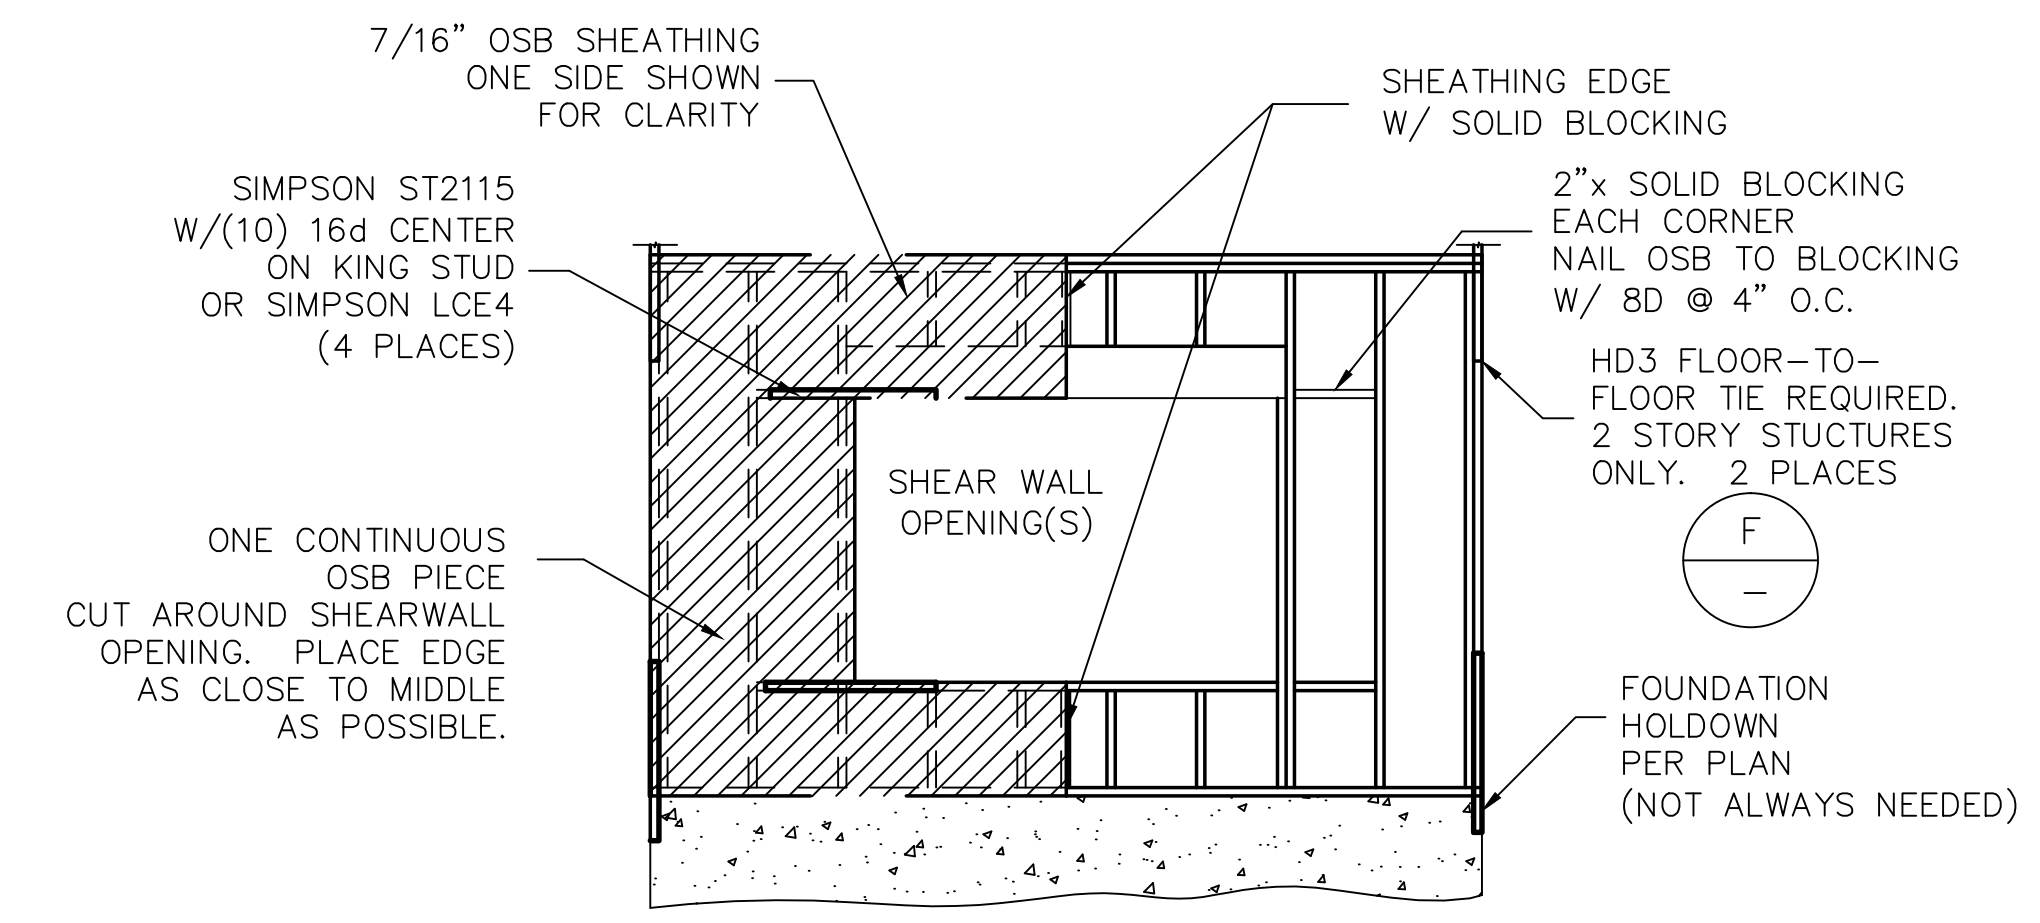 7/16” OSB SHEATHING
ONE SIDE SHOWN
FOR CLARITY
SHEATHING EDGE
W/ SOLID BLOCKING
SIMPSON ST2115
W/(10) 16d CENTER
ON KING STUD
OR SIMPSON LCE4
(4 PLACES)
2”x SOLID BLOCKING
EACH CORNER
NAIL OSB TO BLOCKING
W/ 8D @ 4” O.C.
HD3 FLOOR-TO-
FLOOR TIE REQUIRED.
2 STORY STUCTURES
ONLY. 2 PLACES
SHEAR WALL
OPENING(S)
F
-
ONE CONTINUOUS
OSB PIECE
CUT AROUND SHEARWALL
OPENING. PLACE EDGE
AS CLOSE TO MIDDLE
AS POSSIBLE.
FOUNDATION
HOLDOWN
PER PLAN
(NOT ALWAYS NEEDED)